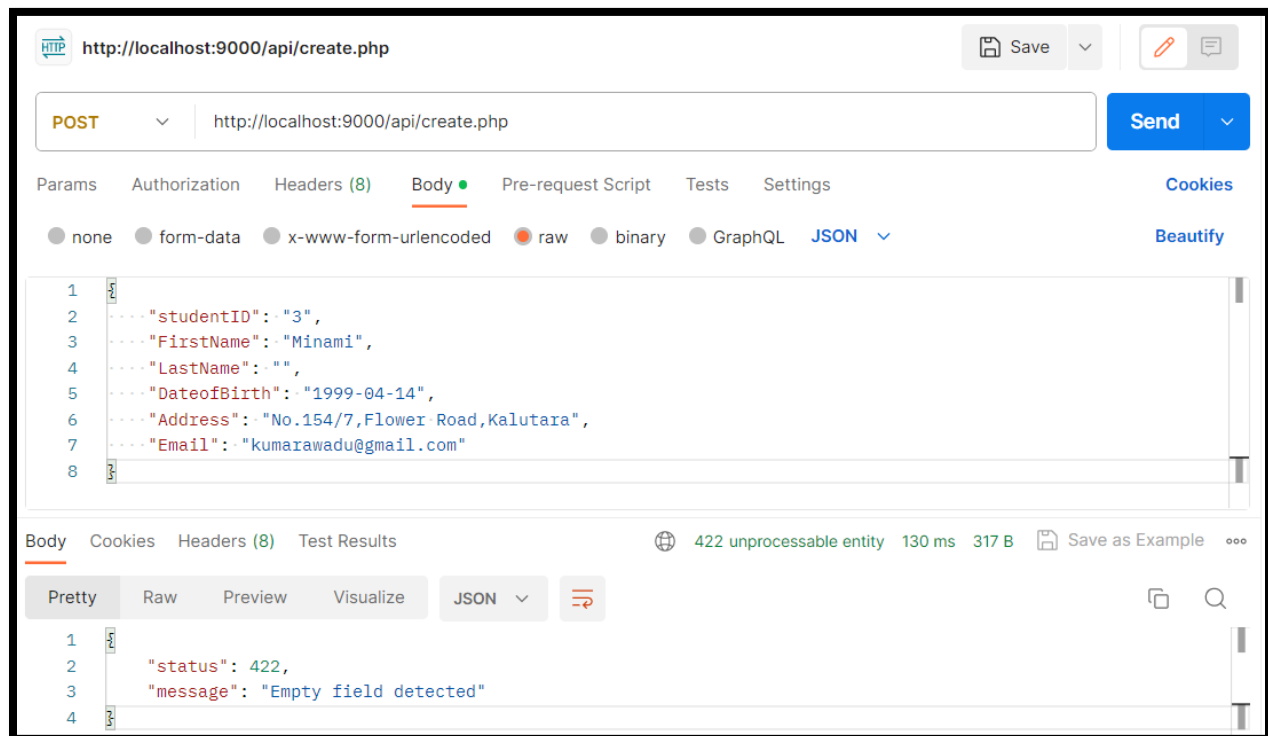 HTTP http://localhost:9000/api/create.php Save
POST http://localhost:9000/api/create.php Send
Params Authorization Headers (8) Body Pre-request Script Tests Settings Cookies
none form-data x-www-form-urlencoded raw binary GraphQL JSON Beautify
1 {
2 "studentID": "3",
3 "FirstName": "Minami",
4 "LastName": "",
5 "DateofBirth": "1999-04-14",
6 "Address": "No.154/7,Flower Road,Kalutara",
7 "Email": "kumarawadu@gmail.com"
8 }
Body Cookies Headers (8) Test Results 422 unprocessable entity 130 ms 317 B Save as Example
Pretty Raw Preview Visualize JSON
1 {
2 "status": 422,
3 "message": "Empty field detected"
4 }